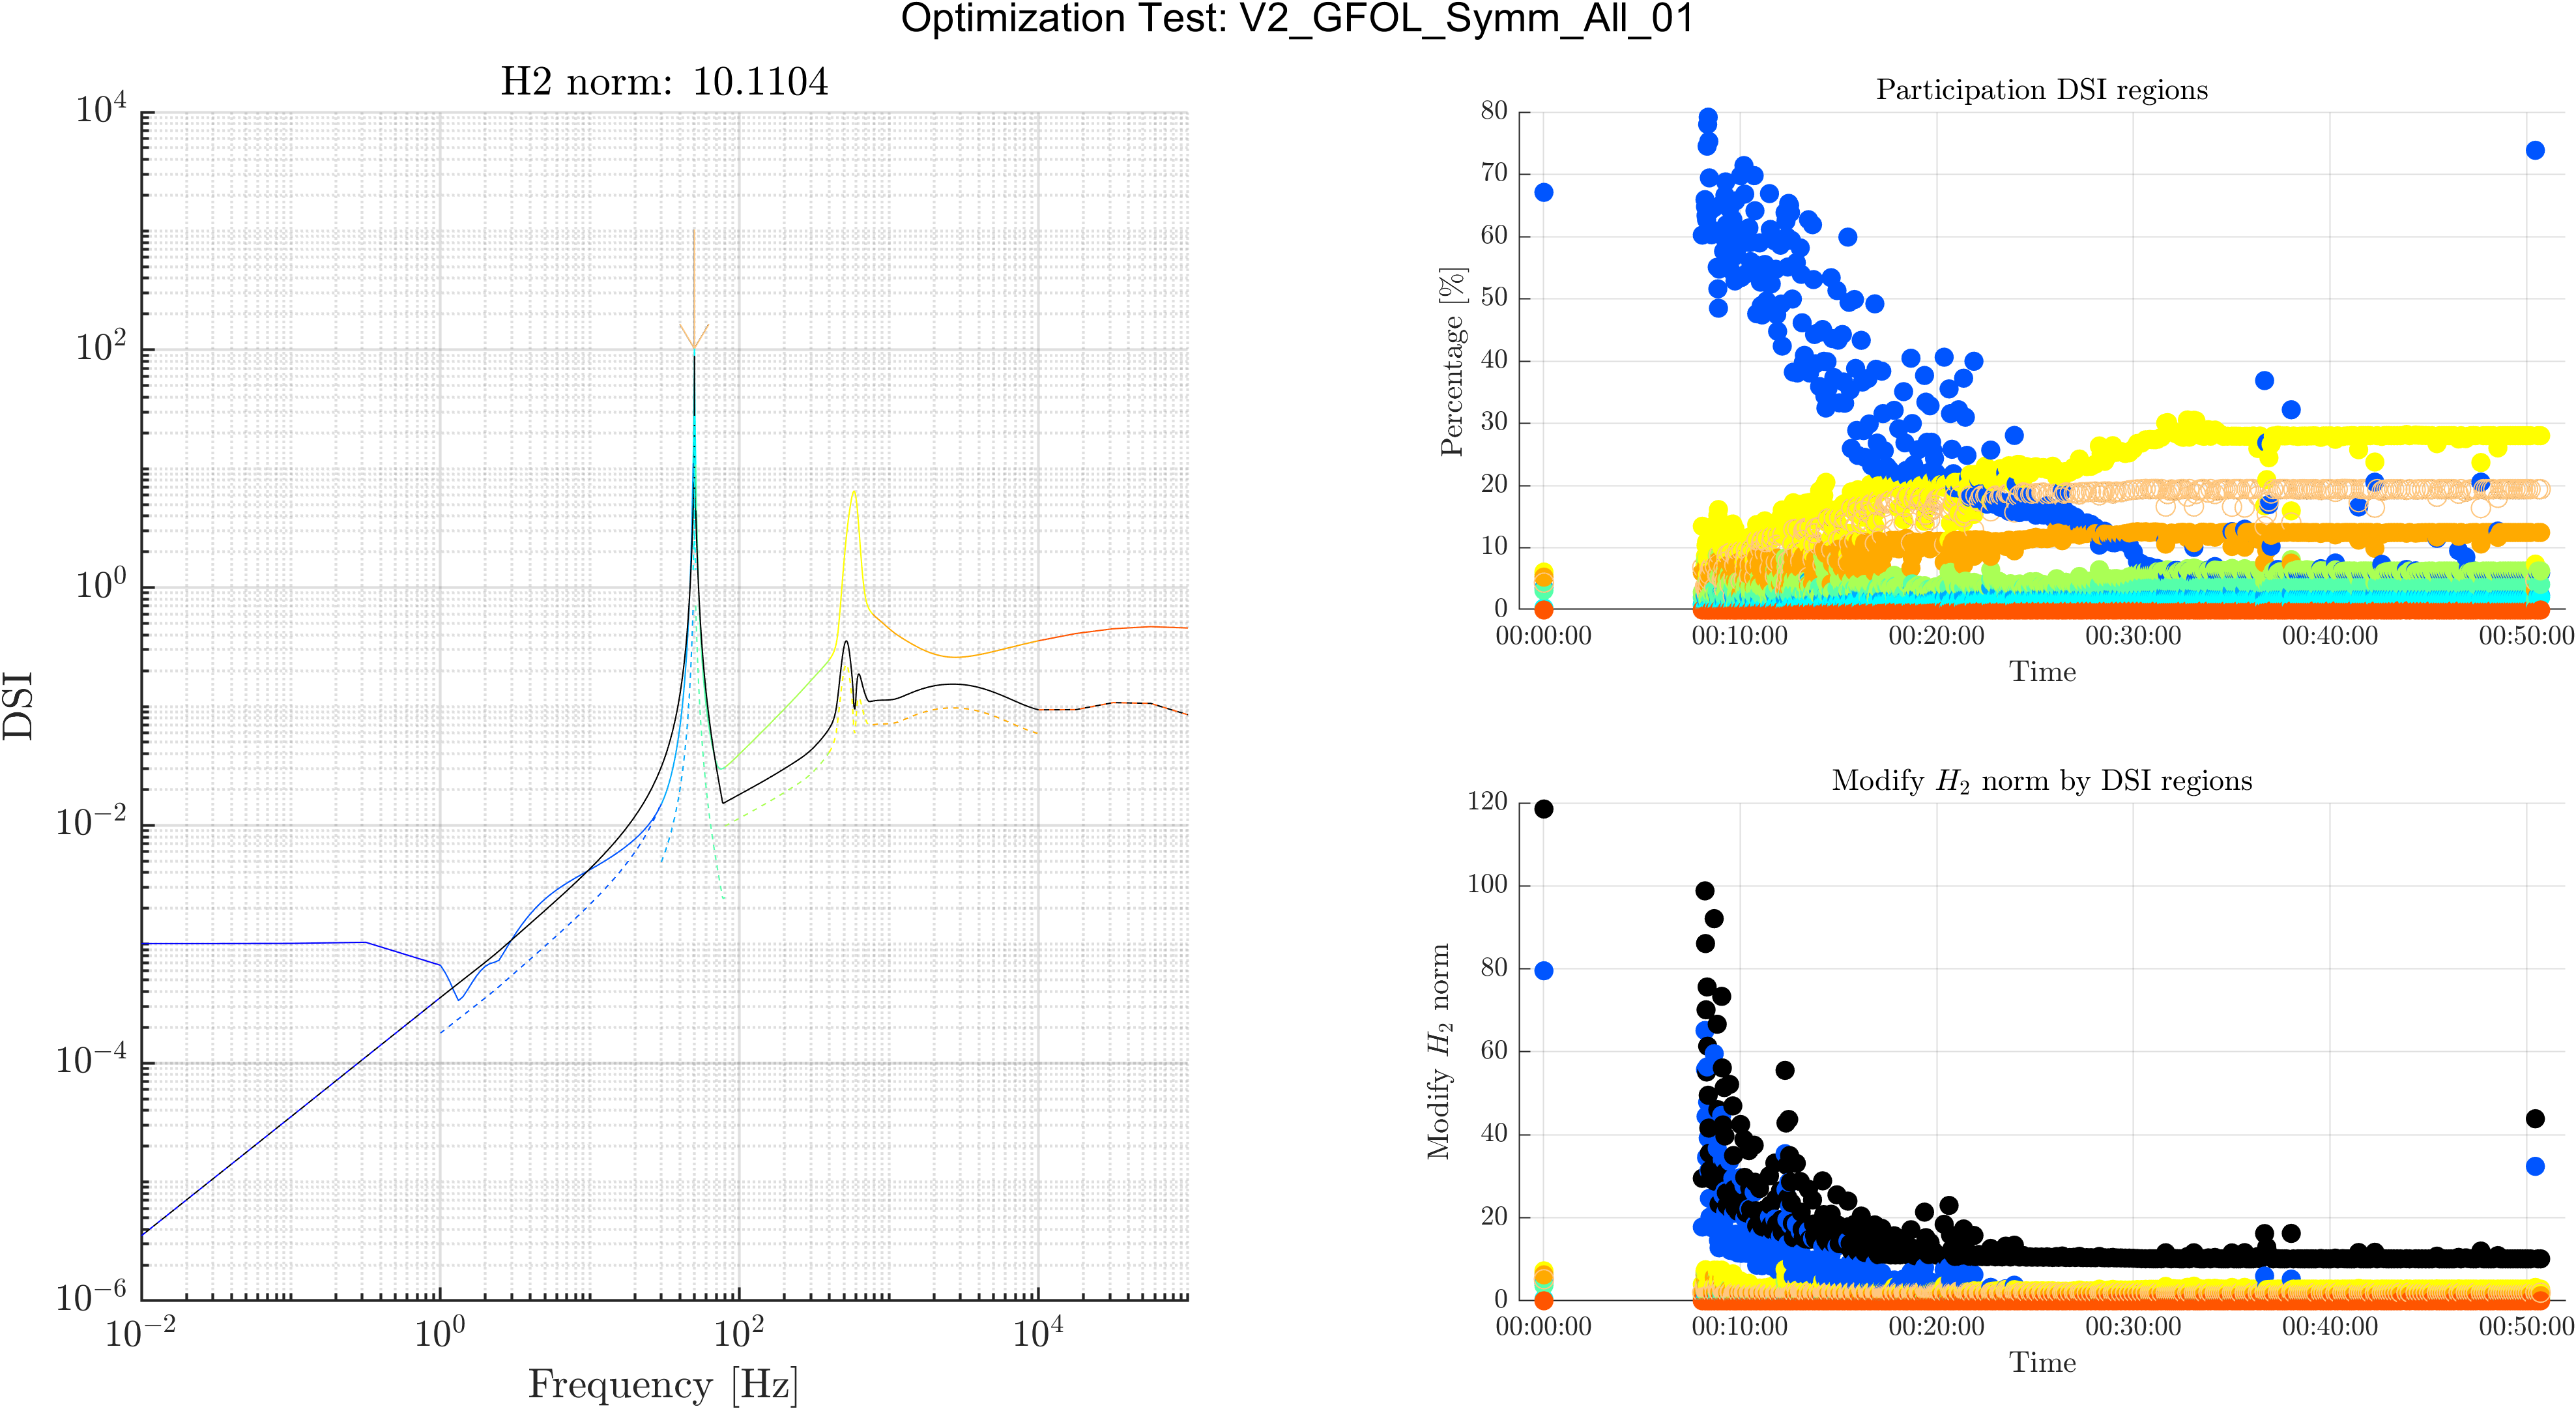 Optimization Test: V2_GFOL_Symm_All_01
H2 norm: 10.1104
10^4
10^2
10^0
10^-2
10^-4
10^-6
DSI
10^-2 10^0 10^2 10^4
Frequency [Hz]
Participation DSI regions
80
70
60
50
40
30
20
10
0
Percentage [%]
00:00:00 00:10:00 00:20:00 00:30:00 00:40:00 00:50:00
Time
Modify H₂ norm by DSI regions
120
100
80
60
40
20
0
Modify H₂ norm
00:00:00 00:10:00 00:20:00 00:30:00 00:40:00 00:50:00
Time